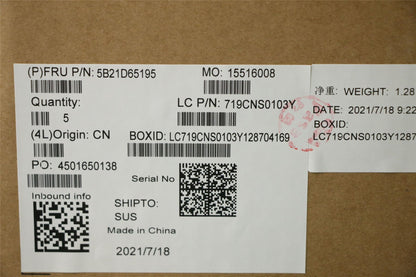 (P)FRU P/N: 5B21D65195
MO: 15516008
Quantity:
5
LC P/N: 719CNS0103Y
(4L)Origin: CN
BOXID: LC719CNS0103Y128704169
PO: 4501650138
Serial No
Inbound info
SHIPTO:
SUS
Made in China
2021/7/18
净重: WEIGHT: 1.28
DATE: 2021/7/18 9:22
BOXID:
LC719CNS0103Y1287